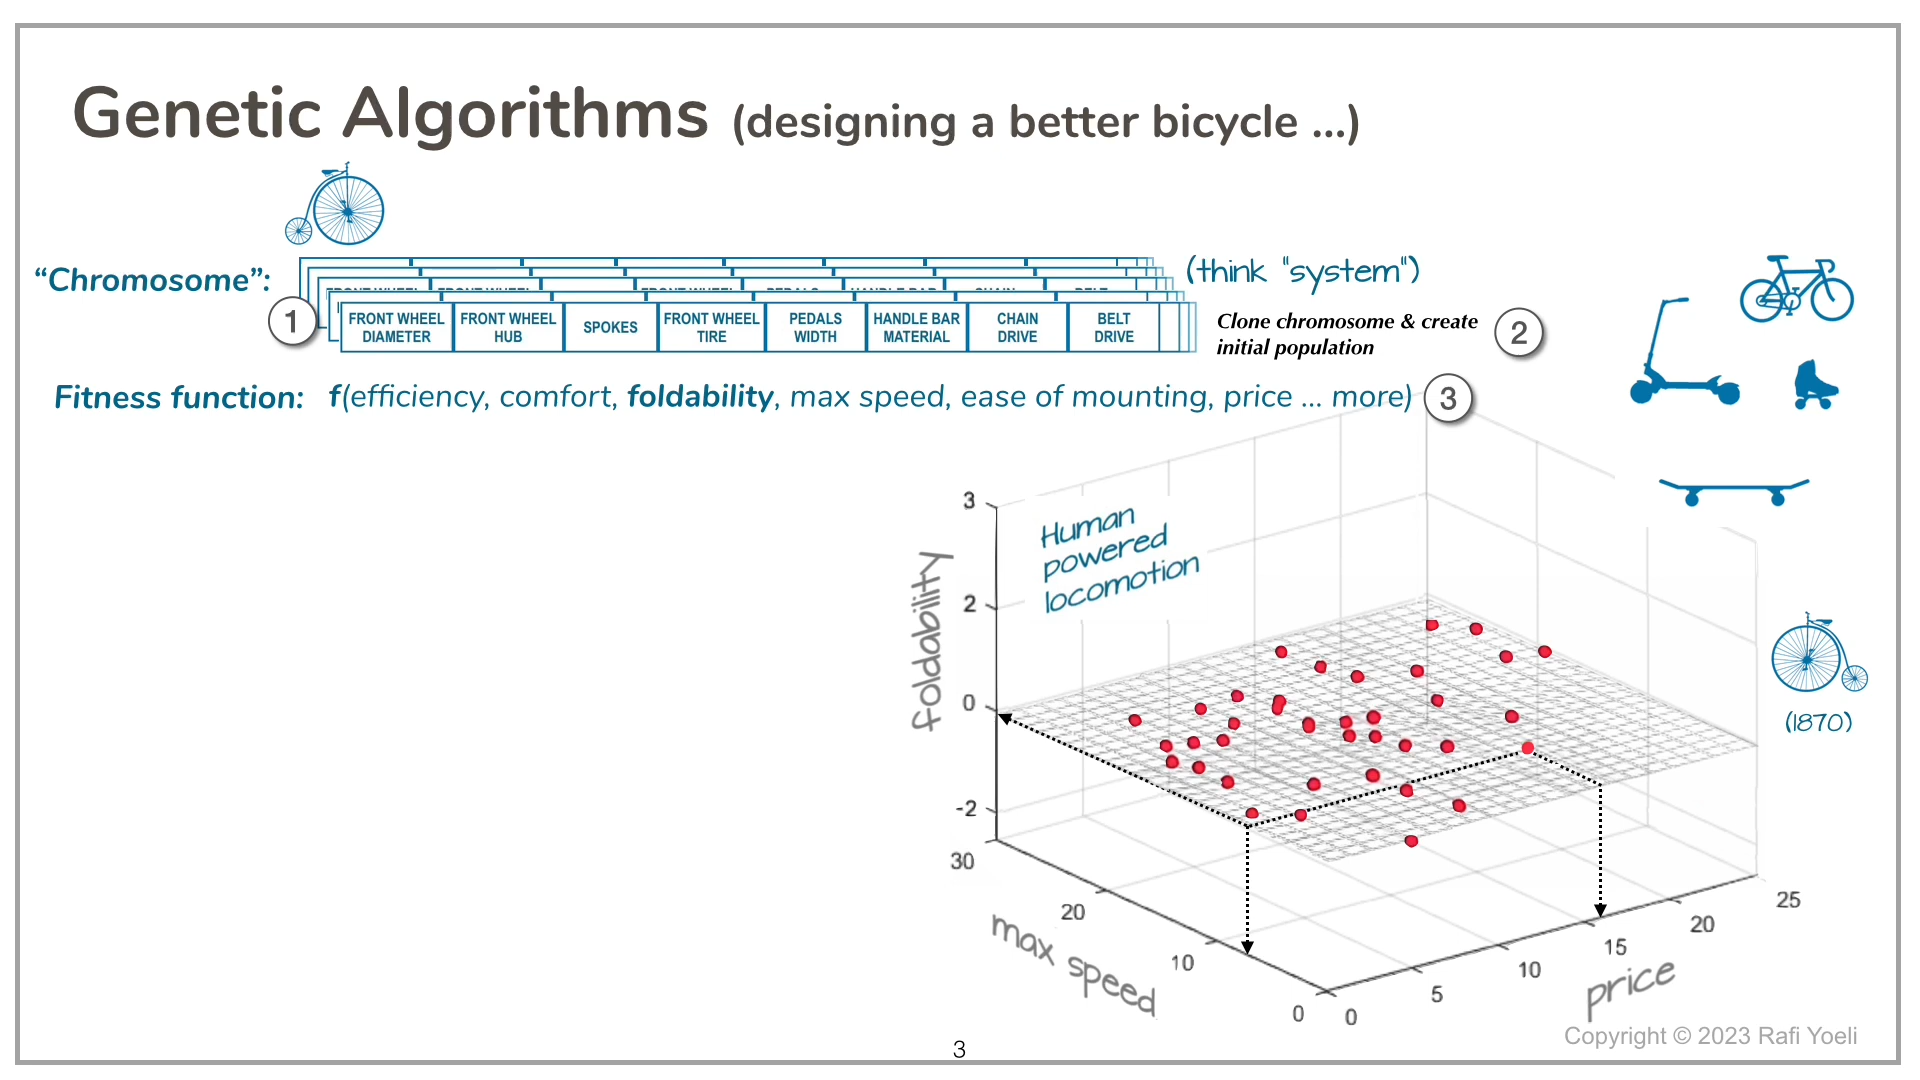 Genetic Algorithms (designing a better bicycle ...)
“Chromosome”:
(think "system")
1
FRONT WHEEL DIAMETER
FRONT WHEEL HUB
SPOKES
FRONT WHEEL TIRE
PEDALS WIDTH
HANDLE BAR MATERIAL
CHAIN DRIVE
BELT DRIVE
Clone chromosome & create
initial population
2
Fitness function: f(efficiency, comfort, foldability, max speed, ease of mounting, price ... more)
3
Human
powered
locomotion
foldability
3
2
0
-2
30
20
10
0
max speed
0
5
10
15
20
25
price
(1870)
Copyright © 2023 Rafi Yoeli
3